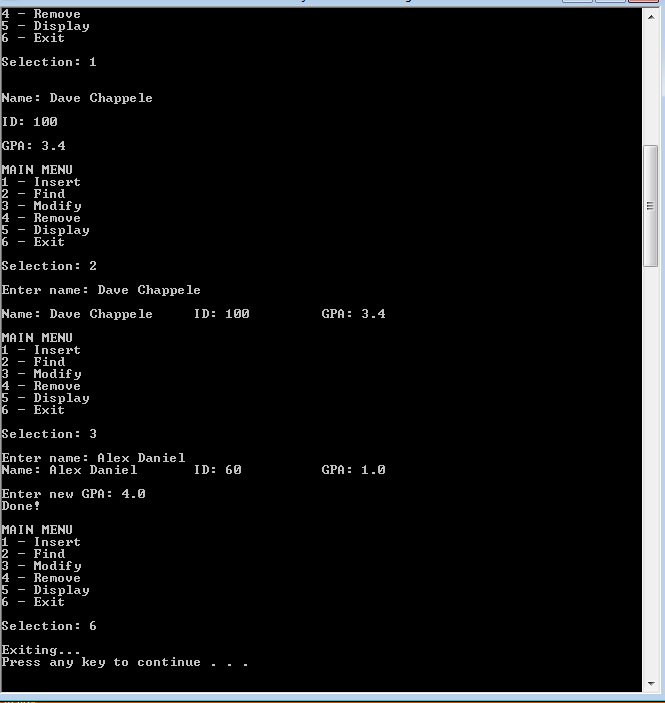 4 - Remove
5 - Display
6 - Exit
Selection: 1
Name: Dave Chappele
ID: 100
GPA: 3.4
MAIN MENU
1 - Insert
2 - Find
3 - Modify
4 - Remove
5 - Display
6 - Exit
Selection: 2
Enter name: Dave Chappele
Name: Dave Chappele ID: 100 GPA: 3.4
MAIN MENU
1 - Insert
2 - Find
3 - Modify
4 - Remove
5 - Display
6 - Exit
Selection: 3
Enter name: Alex Daniel
Name: Alex Daniel ID: 60 GPA: 1.0
Enter new GPA: 4.0
Done!
MAIN MENU
1 - Insert
2 - Find
3 - Modify
4 - Remove
5 - Display
6 - Exit
Selection: 6
Exiting...
Press any key to continue . . .